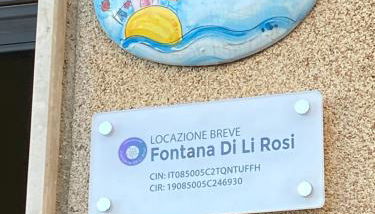 LOCAZIONE BREVE
Fontana Di Li Rosi
CIN: IT085005C2TQNTUFFH
CIR: 19085005C246930